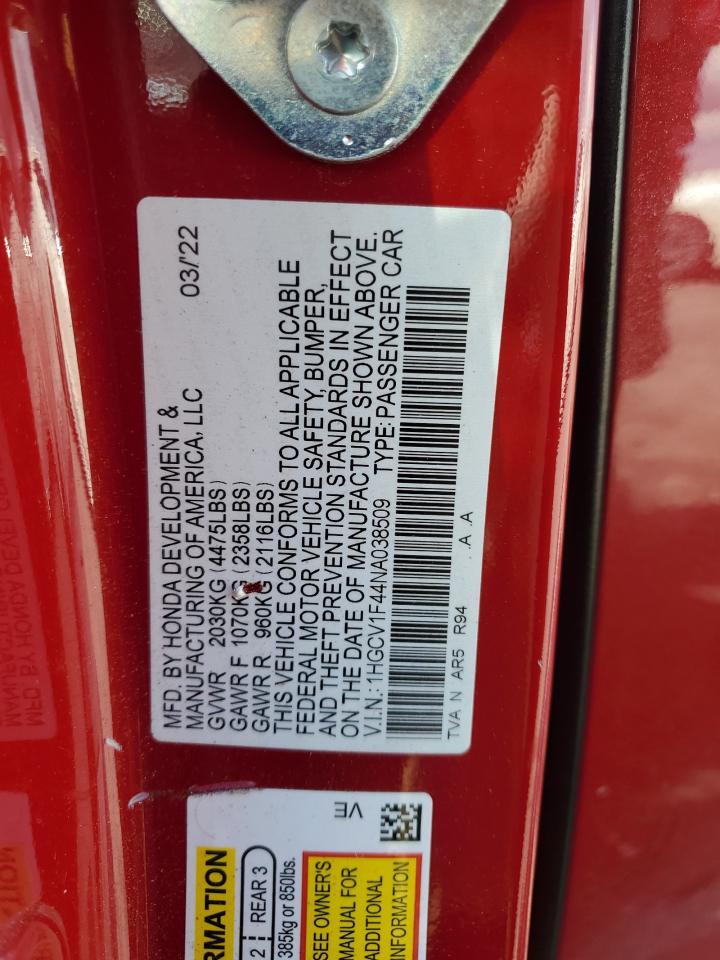 MFD. BY HONDA DEVELOPMENT &
MANUFACTURING OF AMERICA, LLC 03/'22
GVWR 2030KG (4475LBS)
GAWR F 1070KG (2358LBS)
GAWR R 960KG (2116LBS)
THIS VEHICLE CONFORMS TO ALL APPLICABLE
FEDERAL MOTOR VEHICLE SAFETY, BUMPER,
AND THEFT PREVENTION STANDARDS IN EFFECT
ON THE DATE OF MANUFACTURE SHOWN ABOVE.
V.I.N.:1HGCV1F44NA038509 TYPE:PASSENGER CAR
TVA N AR5 R94 .A .A
RMATION
2 REAR 3
385kg or 850lbs.
SEE OWNER'S
MANUAL FOR
ADDITIONAL
INFORMATION